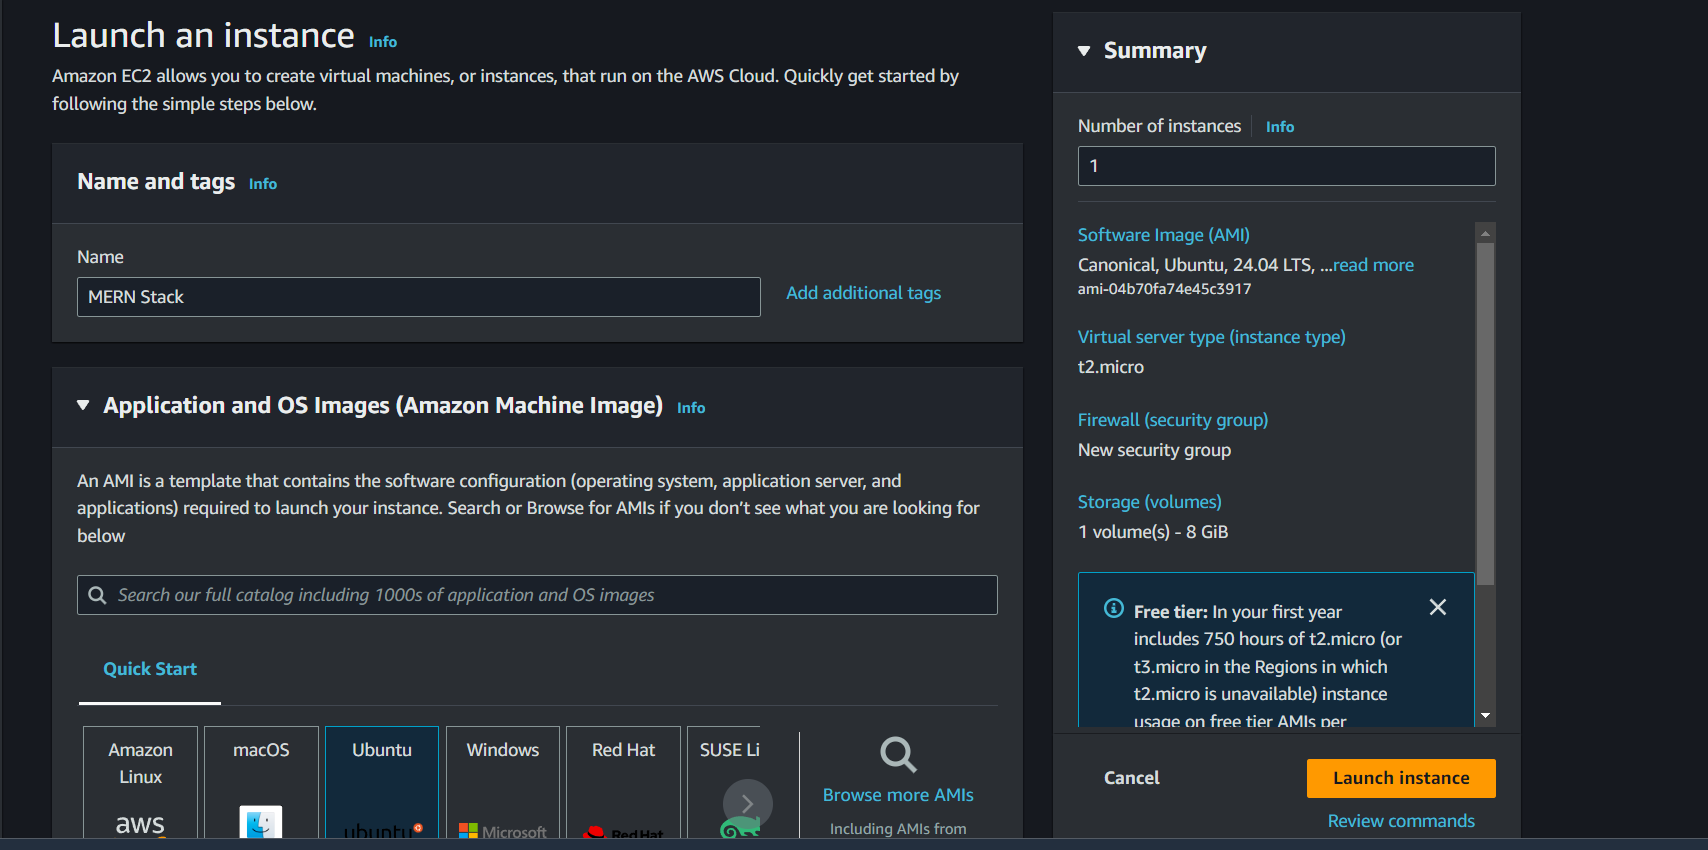 Launch an instance Info
Amazon EC2 allows you to create virtual machines, or instances, that run on the AWS Cloud. Quickly get started by
following the simple steps below.
Name and tags Info
Name
MERN Stack
Add additional tags
Application and OS Images (Amazon Machine Image) Info
An AMI is a template that contains the software configuration (operating system, application server, and
applications) required to launch your instance. Search or Browse for AMIs if you don’t see what you are looking for
below
Search our full catalog including 1000s of application and OS images
Quick Start
Amazon
Linux
aws
macOS
Ubuntu
ubuntu
Windows
Microsoft
Red Hat
Red Hat
SUSE Li
Browse more AMIs
Including AMIs from
Summary
Number of instances Info
1
Software Image (AMI)
Canonical, Ubuntu, 24.04 LTS, ...read more
ami-04b70fa74e45c3917
Virtual server type (instance type)
t2.micro
Firewall (security group)
New security group
Storage (volumes)
1 volume(s) - 8 GiB
Free tier: In your first year
includes 750 hours of t2.micro (or
t3.micro in the Regions in which
t2.micro is unavailable) instance
usage on free tier AMIs per
Cancel
Launch instance
Review commands